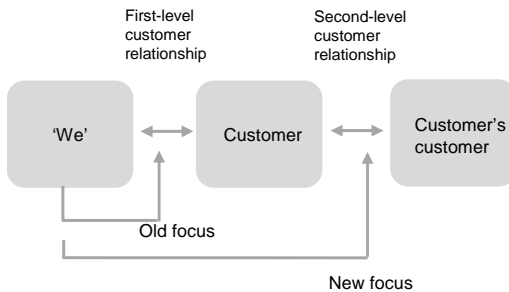 First-level
customer
relationship
Second-level
customer
relationship
‘We’
Customer
Customer's
customer
Old focus
New focus